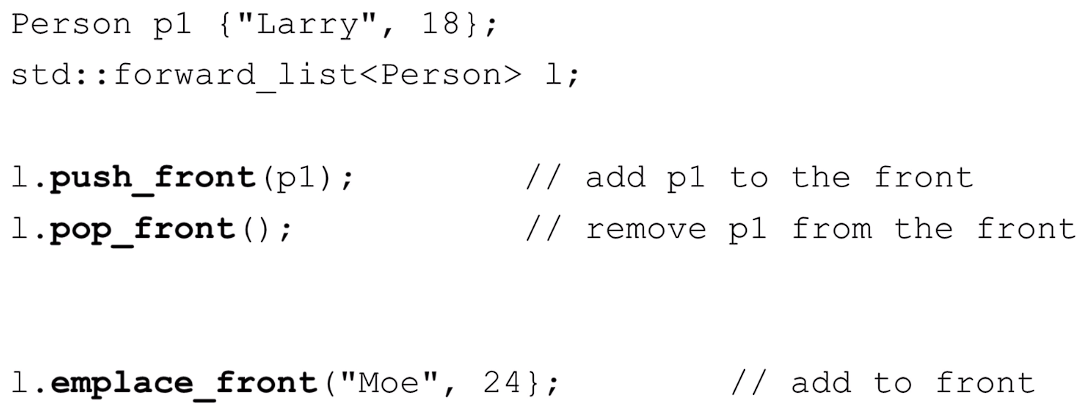 Person p1 {"Larry", 18};
std::forward_list<Person> l;
l.push_front(p1); // add p1 to the front
l.pop_front(); // remove p1 from the front
l.emplace_front("Moe", 24}; // add to front